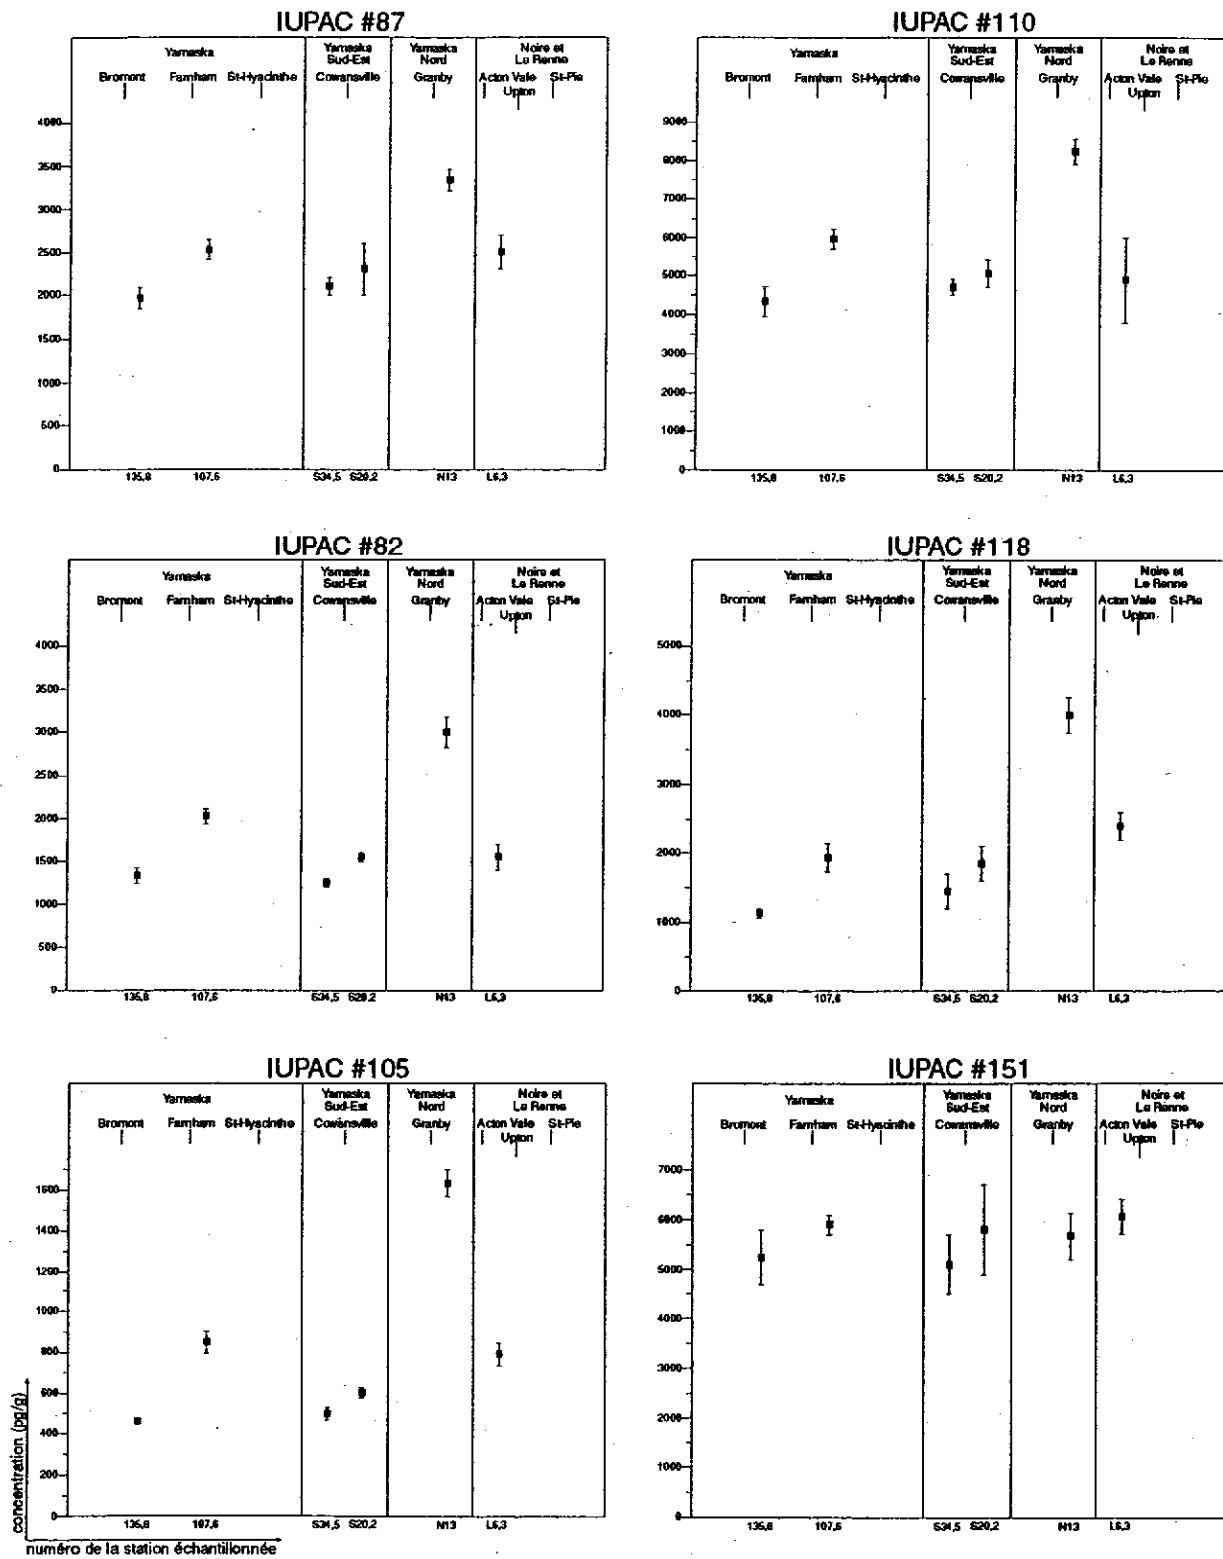 IUPAC #87
Yamaska
Yamaska Sud-Est
Yamaska Nord
Noire et Le Renne
Bromont Farnham St-Hyacinthe
Cowansville
Granby
Acton Vale Upton St-Pie
4000
3500
3000
2500
2000
1500
1000
500
0
135,8 107,6 S34,5 S20,2 N13 L6,3
IUPAC #110
Yamaska
Yamaska Sud-Est
Yamaska Nord
Noire et Le Renne
Bromont Farnham St-Hyacinthe
Cowansville
Granby
Acton Vale Upton St-Pie
9000
8000
7000
6000
5000
4000
3000
2000
1000
0
135,8 107,6 S34,5 S20,2 N13 L6,3
IUPAC #82
Yamaska
Yamaska Sud-Est
Yamaska Nord
Noire et Le Renne
Bromont Farnham St-Hyacinthe
Cowansville
Granby
Acton Vale Upton St-Pie
4000
3500
3000
2500
2000
1500
1000
500
0
135,8 107,6 S34,5 S20,2 N13 L6,3
IUPAC #118
Yamaska
Yamaska Sud-Est
Yamaska Nord
Noire et Le Renne
Bromont Farnham St-Hyacinthe
Cowansville
Granby
Acton Vale Upton St-Pie
5000
4000
3000
2000
1000
0
135,8 107,6 S34,5 S20,2 N13 L6,3
IUPAC #105
Yamaska
Yamaska Sud-Est
Yamaska Nord
Noire et Le Renne
Bromont Farnham St-Hyacinthe
Cowansville
Granby
Acton Vale Upton St-Pie
1600
1400
1200
1000
800
600
400
200
0
135,8 107,6 S34,5 S20,2 N13 L6,3
concentration (pg/g)
numéro de la station échantillonnée
IUPAC #151
Yamaska
Yamaska Sud-Est
Yamaska Nord
Noire et Le Renne
Bromont Farnham St-Hyacinthe
Cowansville
Granby
Acton Vale Upton St-Pie
7000
6000
5000
4000
3000
2000
1000
0
135,8 107,6 S34,5 S20,2 N13 L6,3